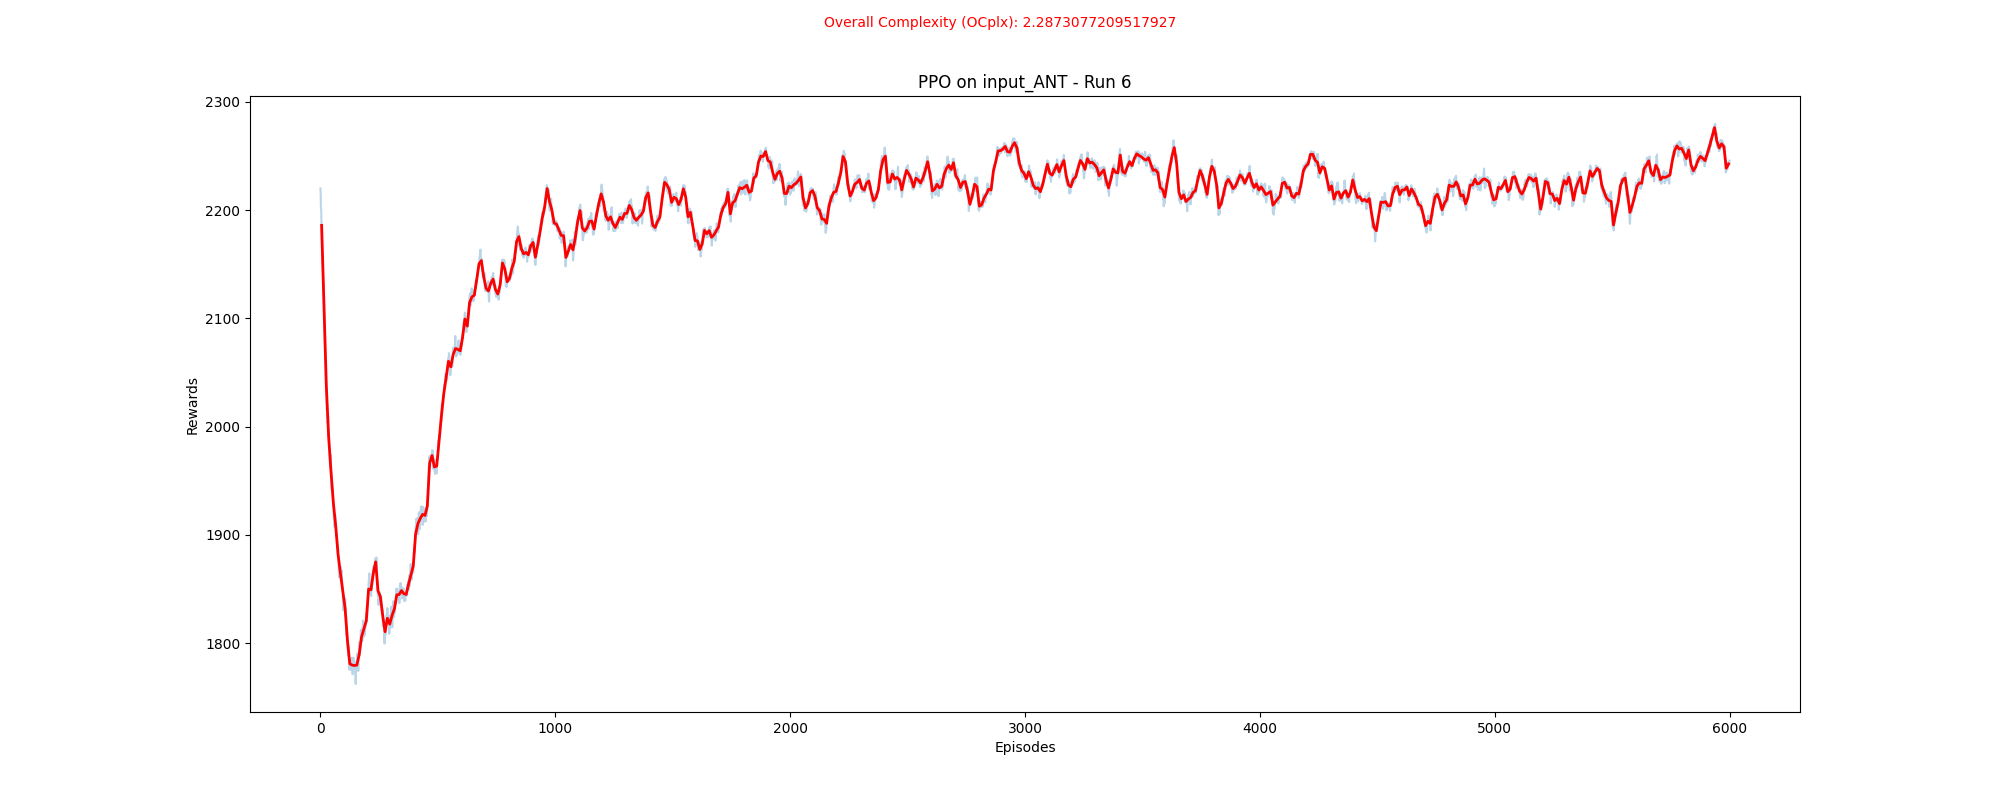 Overall Complexity (OCplx): 2.2873077209517927
PPO on input_ANT - Run 6
2300
2200
2100
2000
1900
1800
Rewards
0 1000 2000 3000 4000 5000 6000
Episodes